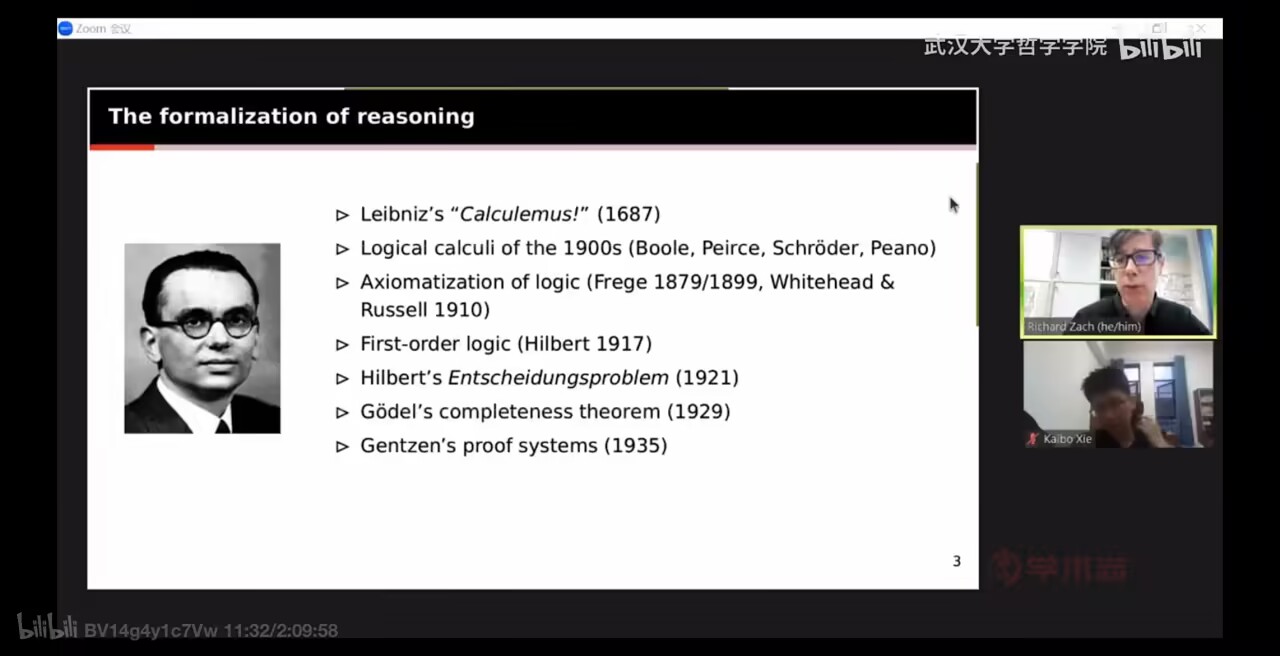 Zoom 会议
武汉大学哲学学院 bilibili
The formalization of reasoning
▷ Leibniz’s “Calculemus!” (1687)
▷ Logical calculi of the 1900s (Boole, Peirce, Schröder, Peano)
▷ Axiomatization of logic (Frege 1879/1899, Whitehead &
Russell 1910)
▷ First-order logic (Hilbert 1917)
▷ Hilbert’s Entscheidungsproblem (1921)
▷ Gödel’s completeness theorem (1929)
▷ Gentzen’s proof systems (1935)
3
Richard Zach (he/him)
Kaibo Xie
bilibili BV14g4y1c7Vw 11:32/2:09:58